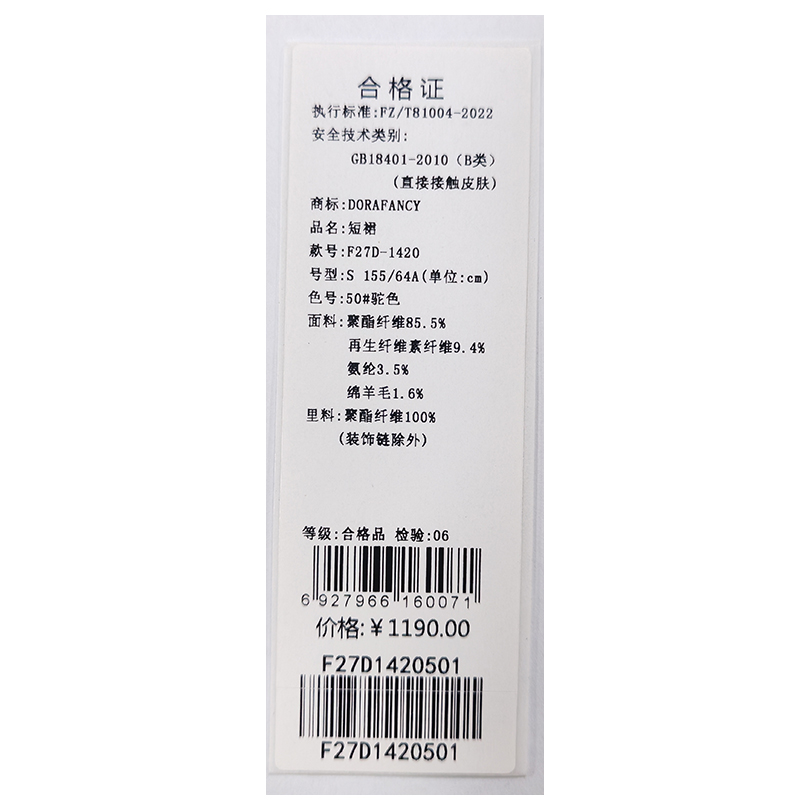 合格证
执行标准:FZ/T81004-2022
安全技术类别:
GB18401-2010（B类）
(直接接触皮肤)
商标:DORAFANCY
品名:短裙
款号:F27D-1420
号型:S 155/64A(单位:cm)
色号:50#驼色
面料:聚酯纤维85.5%
再生纤维素纤维9.4%
氨纶3.5%
绵羊毛1.6%
里料:聚酯纤维100%
(装饰链除外)
等级:合格品 检验:06
6 927966 160071
价格:￥1190.00
F27D1420501
F27D1420501